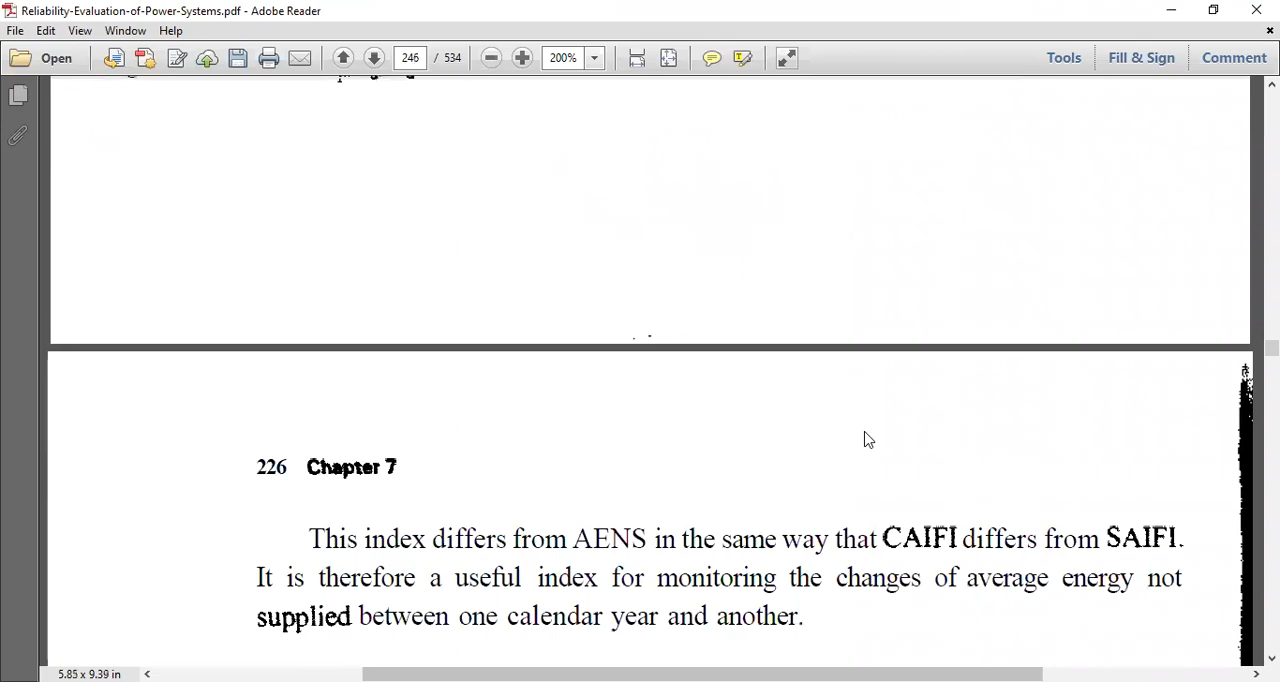 Reliability-Evaluation-of-Power-Systems.pdf - Adobe Reader
File Edit View Window Help
Open 246 / 534 200% Tools Fill & Sign Comment
226 Chapter 7
This index differs from AENS in the same way that CAIFI differs from SAIFI.
It is therefore a useful index for monitoring the changes of average energy not
supplied between one calendar year and another.
5.85 x 9.39 in